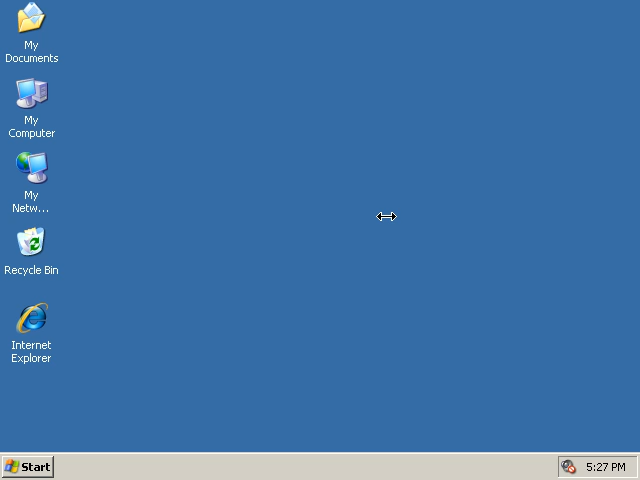 My
Documents
My
Computer
My
Netw...
Recycle Bin
Internet
Explorer
Start
5:27 PM